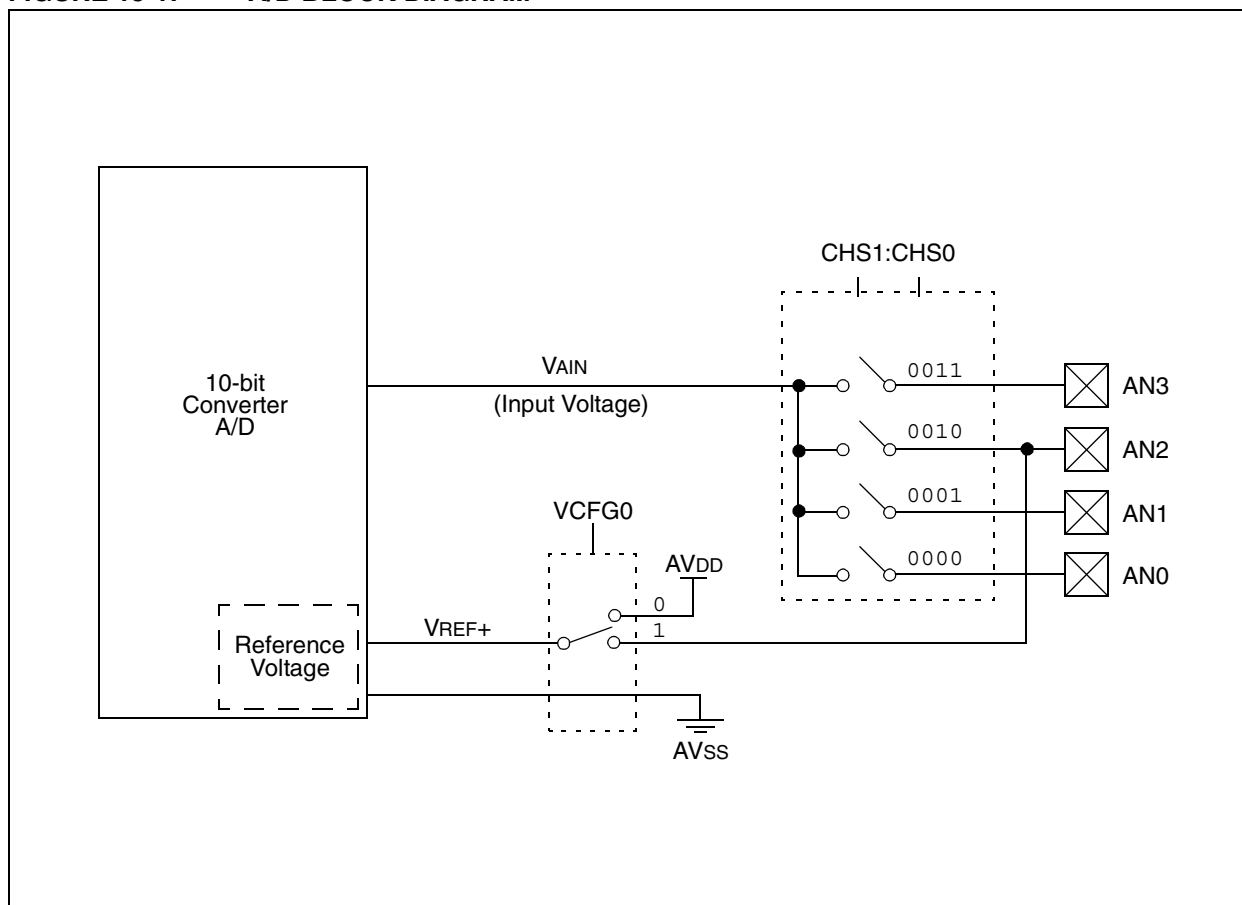 CHS1:CHS0
10-bit
Converter
A/D
VAIN
(Input Voltage)
0011
AN3
0010
AN2
0001
AN1
0000
AN0
VCFG0
AVDD
0
1
VREF+
Reference
Voltage
AVSS